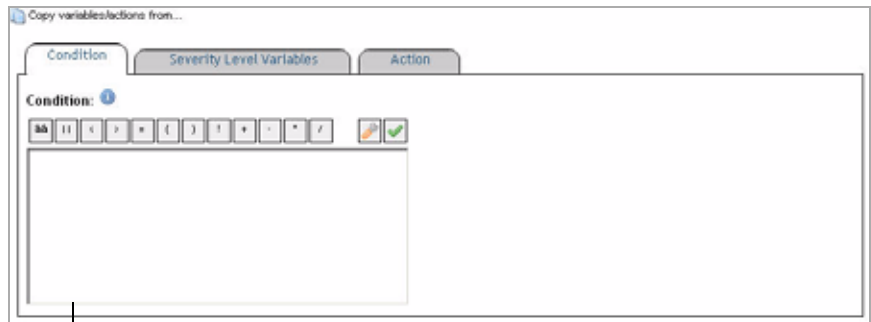 Copy variables/actions from...
Condition Severity Level Variables Action
Condition:
&& || < > = ( ) ! + - * /